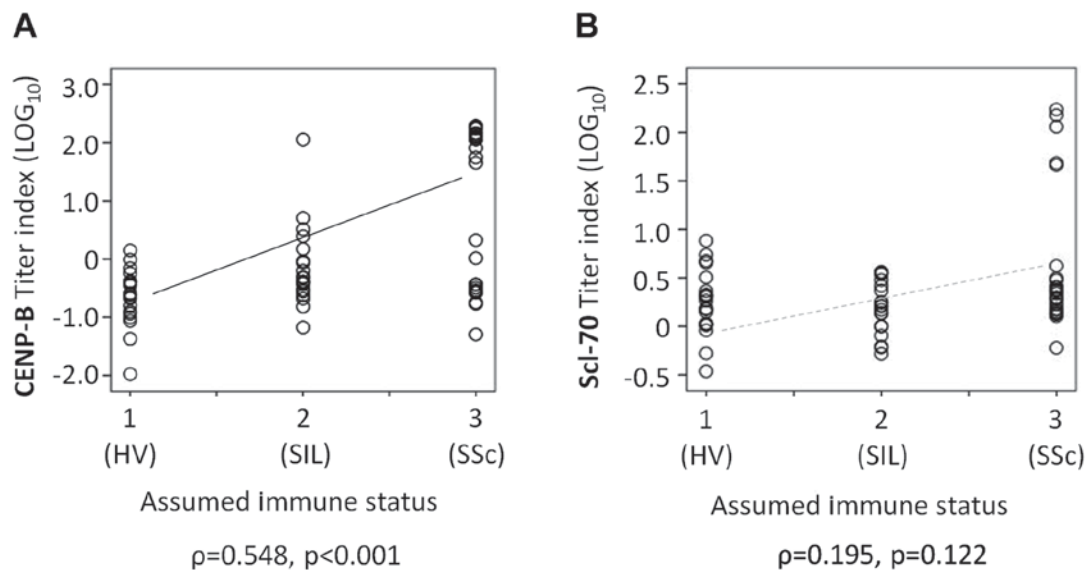 A
CENP-B Titer index (LOG10)
3.0
2.0
1.0
0
-1.0
-2.0
1 2 3
(HV) (SIL) (SSc)
Assumed immune status
ρ=0.548, p<0.001
B
Scl-70 Titer index (LOG10)
2.5
2.0
1.5
1.0
0.5
0
-0.5
1 2 3
(HV) (SIL) (SSc)
Assumed immune status
ρ=0.195, p=0.122